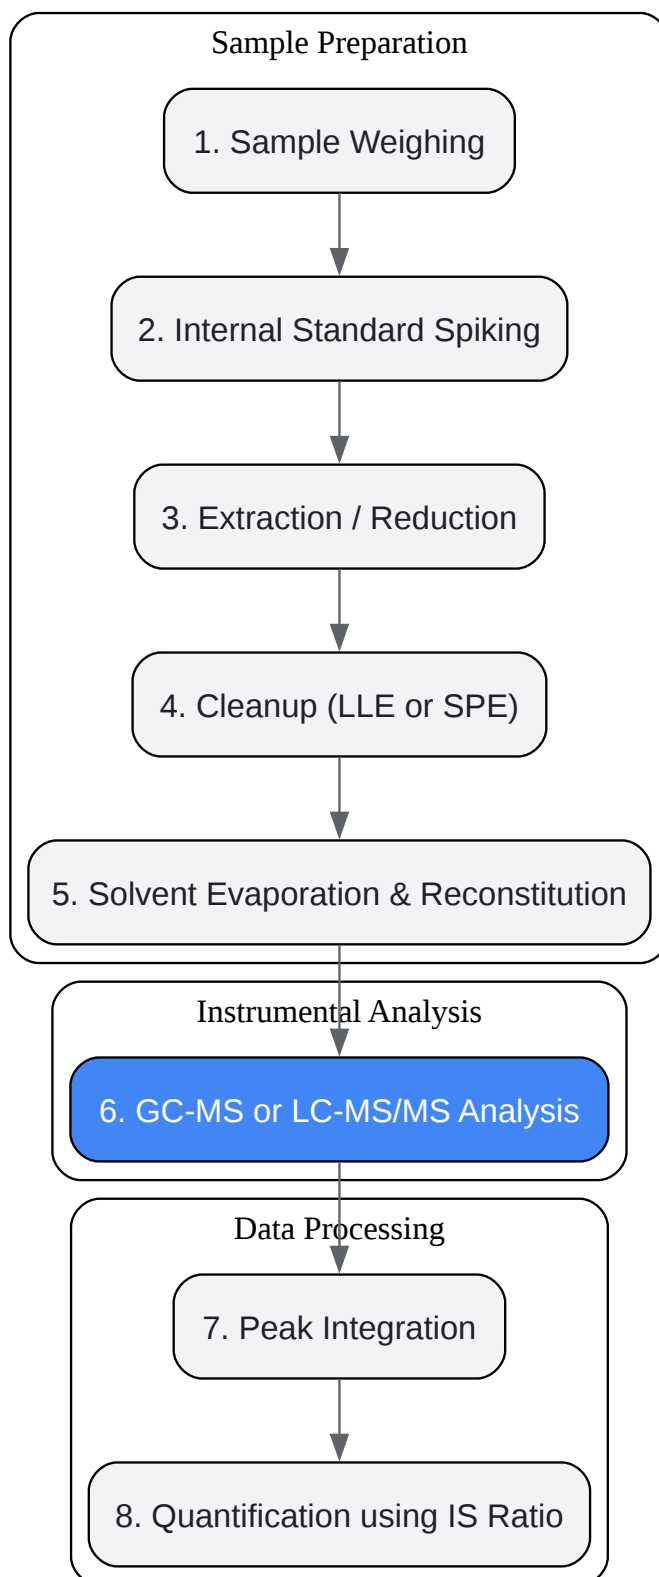 Sample Preparation
1. Sample Weighing
2. Internal Standard Spiking
3. Extraction / Reduction
4. Cleanup (LLE or SPE)
5. Solvent Evaporation & Reconstitution
Instrumental Analysis
6. GC-MS or LC-MS/MS Analysis
Data Processing
7. Peak Integration
8. Quantification using IS Ratio